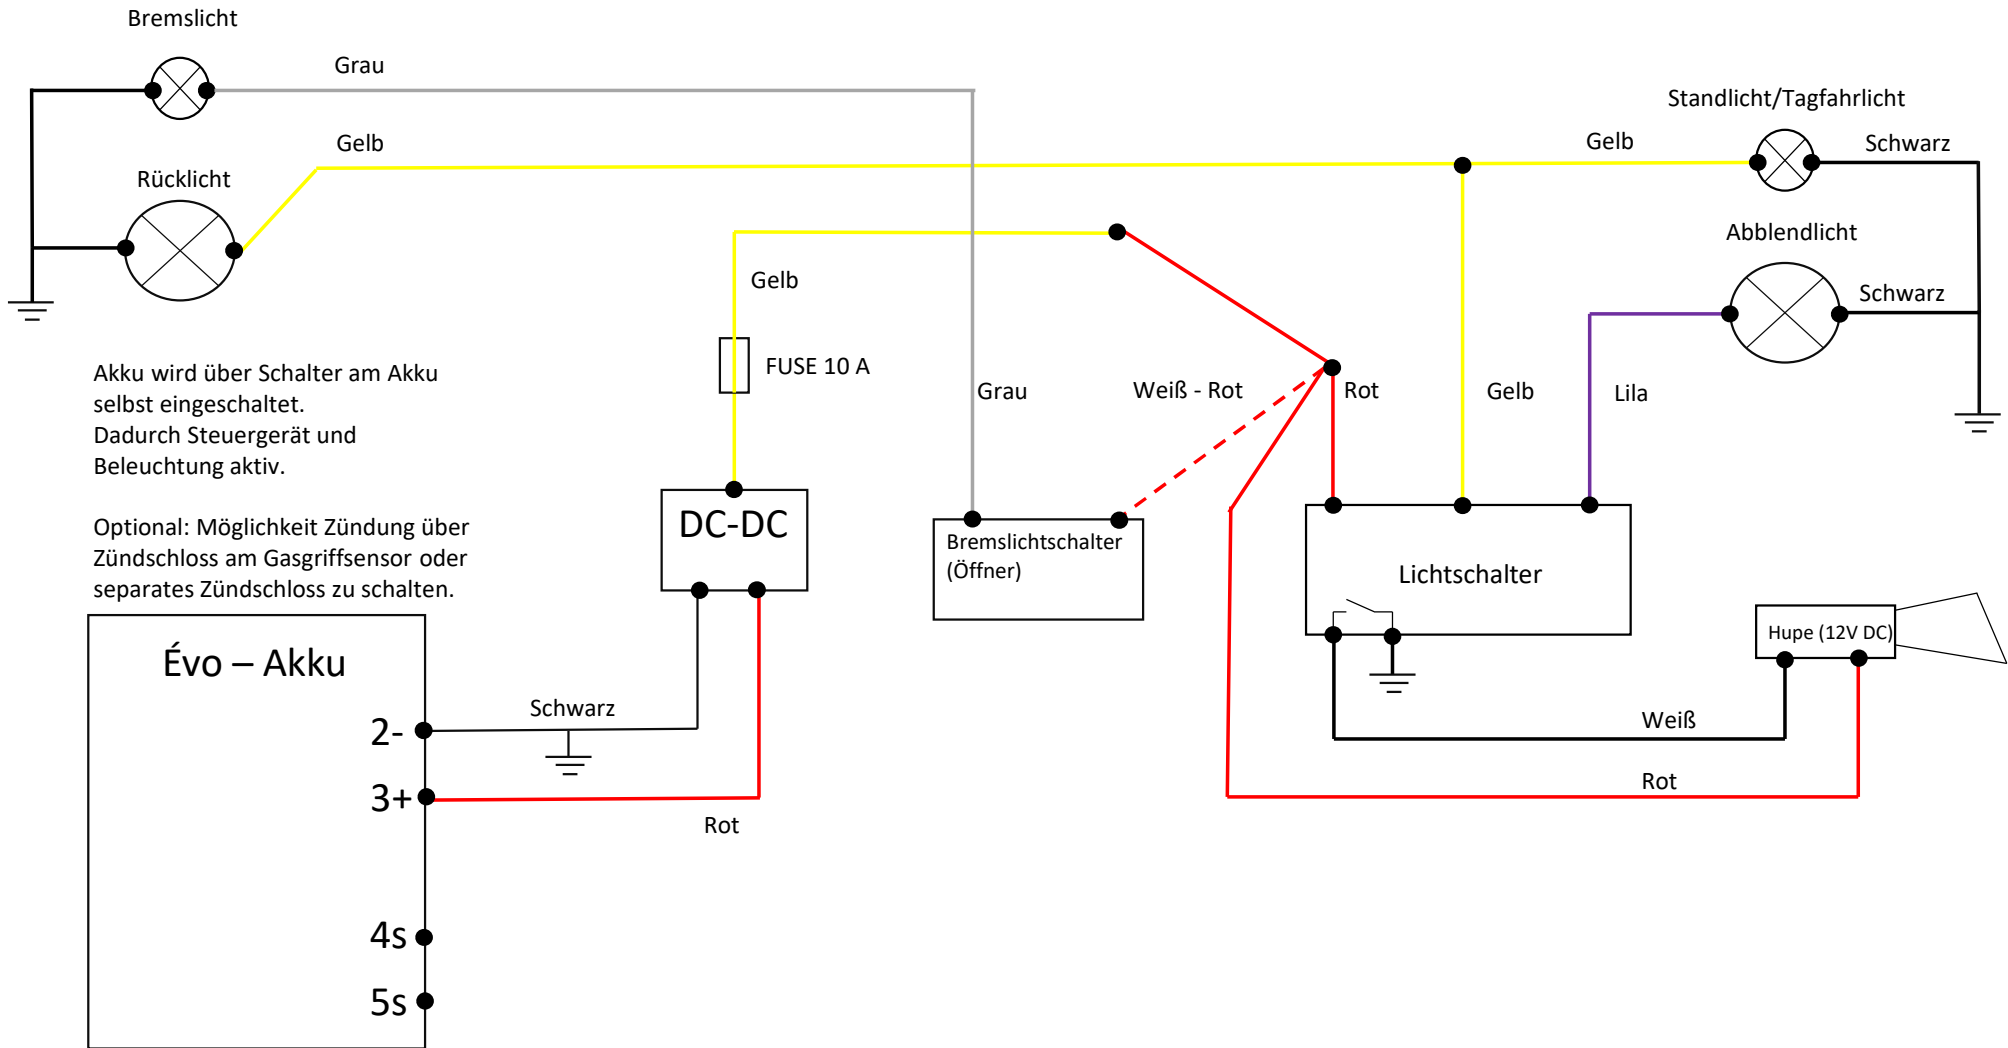 Bremslicht
Grau
Standlicht/Tagfahrlicht
Gelb
Gelb
Schwarz
Rücklicht
Abblendlicht
Gelb
Schwarz
FUSE 10 A
Akku wird über Schalter am Akku
selbst eingeschaltet.
Dadurch Steuergerät und
Beleuchtung aktiv.
Grau
Weiß - Rot
Rot
Gelb
Lila
Optional: Möglichkeit Zündung über
Zündschloss am Gasgriffsensor oder
separates Zündschloss zu schalten.
DC-DC
Bremslichtschalter
(Öffner)
Lichtschalter
Hupe (12V DC)
Évo – Akku
2-
Schwarz
Weiß
3+
Rot
Rot
4s
5s